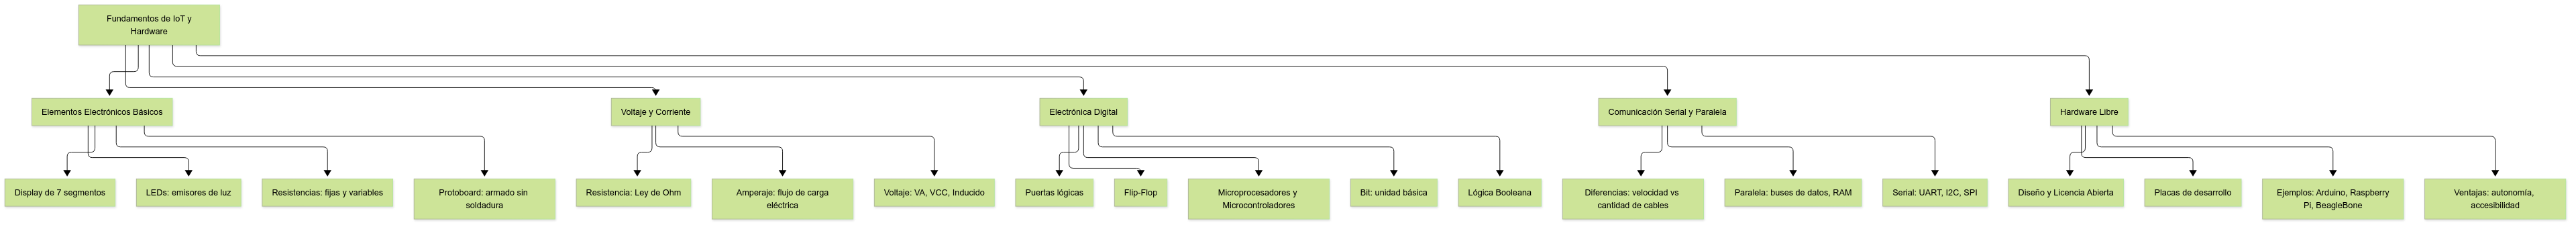 Fundamentos de IoT y
Hardware
Elementos Electrónicos Básicos
Voltaje y Corriente
Electrónica Digital
Comunicación Serial y Paralela
Hardware Libre
Display de 7 segmentos
LEDs: emisores de luz
Resistencias: fijas y variables
Protoboard: armado sin
soldadura
Resistencia: Ley de Ohm
Amperaje: flujo de carga
eléctrica
Voltaje: VA, VCC, Inducido
Puertas lógicas
Flip-Flop
Microprocesadores y
Microcontroladores
Bit: unidad básica
Lógica Booleana
Diferencias: velocidad vs
cantidad de cables
Paralela: buses de datos, RAM
Serial: UART, I2C, SPI
Diseño y Licencia Abierta
Placas de desarrollo
Ejemplos: Arduino, Raspberry
Pi, BeagleBone
Ventajas: autonomía,
accesibilidad